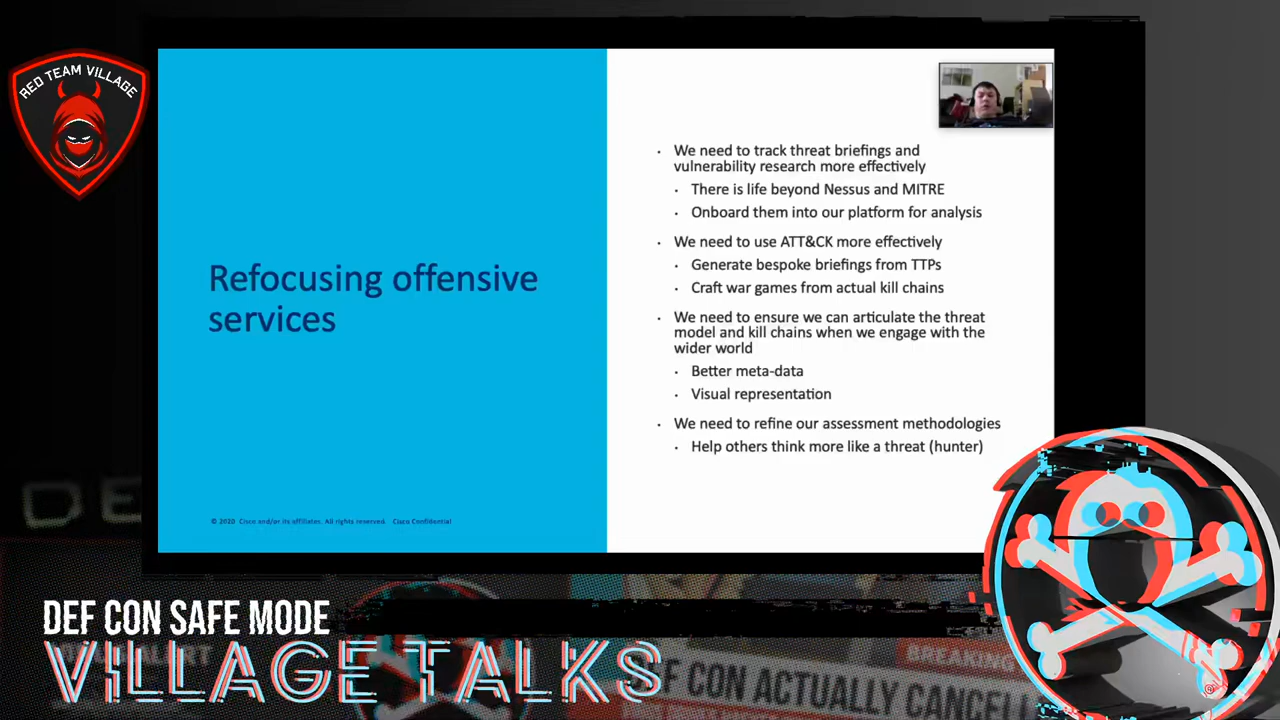 RED TEAM VILLAGE
Refocusing offensive
services
© 2020 Cisco and/or its affiliates. All rights reserved. Cisco Confidential
· We need to track threat briefings and
vulnerability research more effectively
· There is life beyond Nessus and MITRE
· Onboard them into our platform for analysis
· We need to use ATT&CK more effectively
· Generate bespoke briefings from TTPs
· Craft war games from actual kill chains
· We need to ensure we can articulate the threat
model and kill chains when we engage with the
wider world
· Better meta-data
· Visual representation
· We need to refine our assessment methodologies
· Help others think more like a threat (hunter)
DEF CON SAFE MODE
VILLAGE TALKS
BREAKING
DEF CON ACTUALLY CANCELL